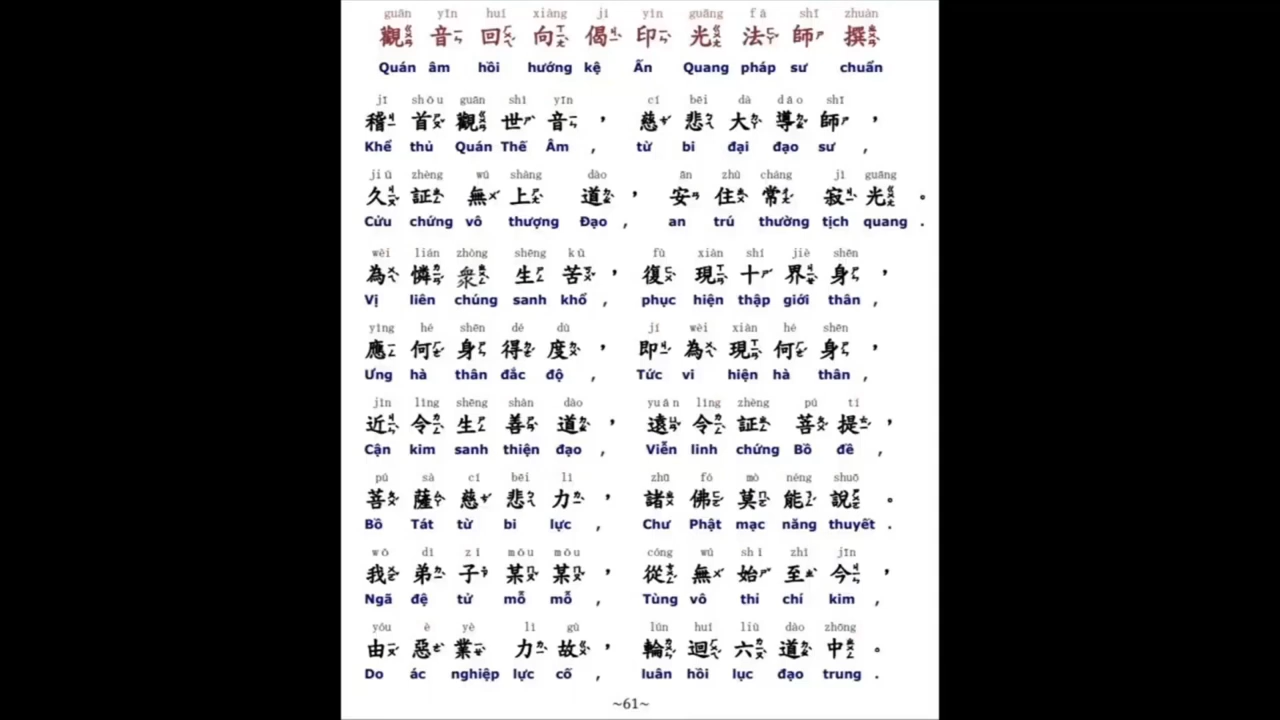 guān yīn huí xiàng jì yìn guāng fǎ shī zhuàn
觀音回向偈印光法師撰
Quán âm hồi hướng kệ Ấn Quang pháp sư chuẩn
jī shǒu guān shì yīn cí bēi dà dǎo shī
稽首觀世音，慈悲大導師，
Khể thủ Quán Thế Âm , từ bi đại đạo sư ,
jiǔ zhèng wú shàng dào ān zhù cháng jì guāng
久証無上道，安住常寂光。
Cửu chứng vô thượng Đạo , an trú thường tịch quang .
wèi lián zhòng shēng kǔ fù xiàn shí jiè shēn
為憐衆生苦，復現十界身，
Vị liên chúng sanh khổ , phục hiện thập giới thân ,
yīng hé shēn dé dù jí wèi xiàn hé shēn
應何身得度，即為現何身，
Ưng hà thân đắc độ , Tức vi hiện hà thân ,
jìn lìng shēng shàn dào yuǎn lìng zhèng pú tí
近令生善道，遠令証菩提，
Cận kim sanh thiện đạo , Viễn linh chứng Bồ đề ,
pú sà cí bēi lì zhū fó mò néng shuō
菩薩慈悲力，諸佛莫能說。
Bồ Tát từ bi lực , Chư Phật mạc năng thuyết .
wǒ dì zǐ mǒu mǒu cóng wú shǐ zhì jīn
我弟子某某，從無始至今，
Ngã đệ tử mỗ mỗ , Tùng vô thi chí kim ,
yóu è yè lì gù lún huí liù dào zhōng
由惡業力故，輪迴六道中。
Do ác nghiệp lực cố , luân hồi lục đạo trung .
~61~